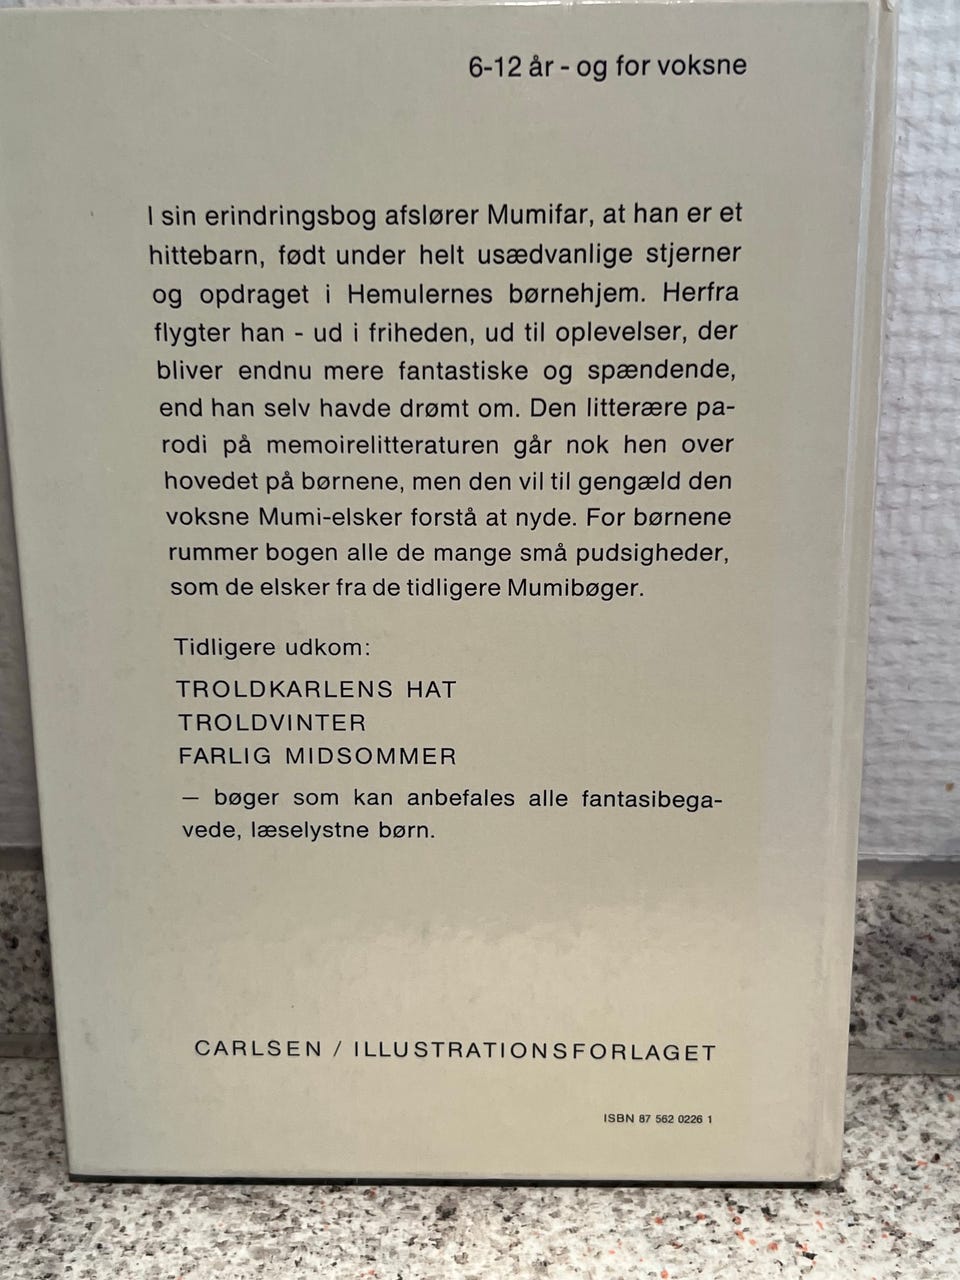 6-12 år - og for voksne
I sin erindringsbog afslører Mumifar, at han er et
hittebarn, født under helt usædvanlige stjerner
og opdraget i Hemulernes børnehjem. Herfra
flygter han - ud i friheden, ud til oplevelser, der
bliver endnu mere fantastiske og spændende,
end han selv havde drømt om. Den litterære pa-
rodi på memoirelitteraturen går nok hen over
hovedet på børnene, men den vil til gengæld den
voksne Mumi-elsker forstå at nyde. For børnene
rummer bogen alle de mange små pudsigheder,
som de elsker fra de tidligere Mumibøger.
Tidligere udkom:
TROLDKARLENS HAT
TROLDVINTER
FARLIG MIDSOMMER
— bøger som kan anbefales alle fantasibega-
vede, læselystne børn.
CARLSEN / ILLUSTRATIONSFORLAGET
ISBN 87 562 0226 1